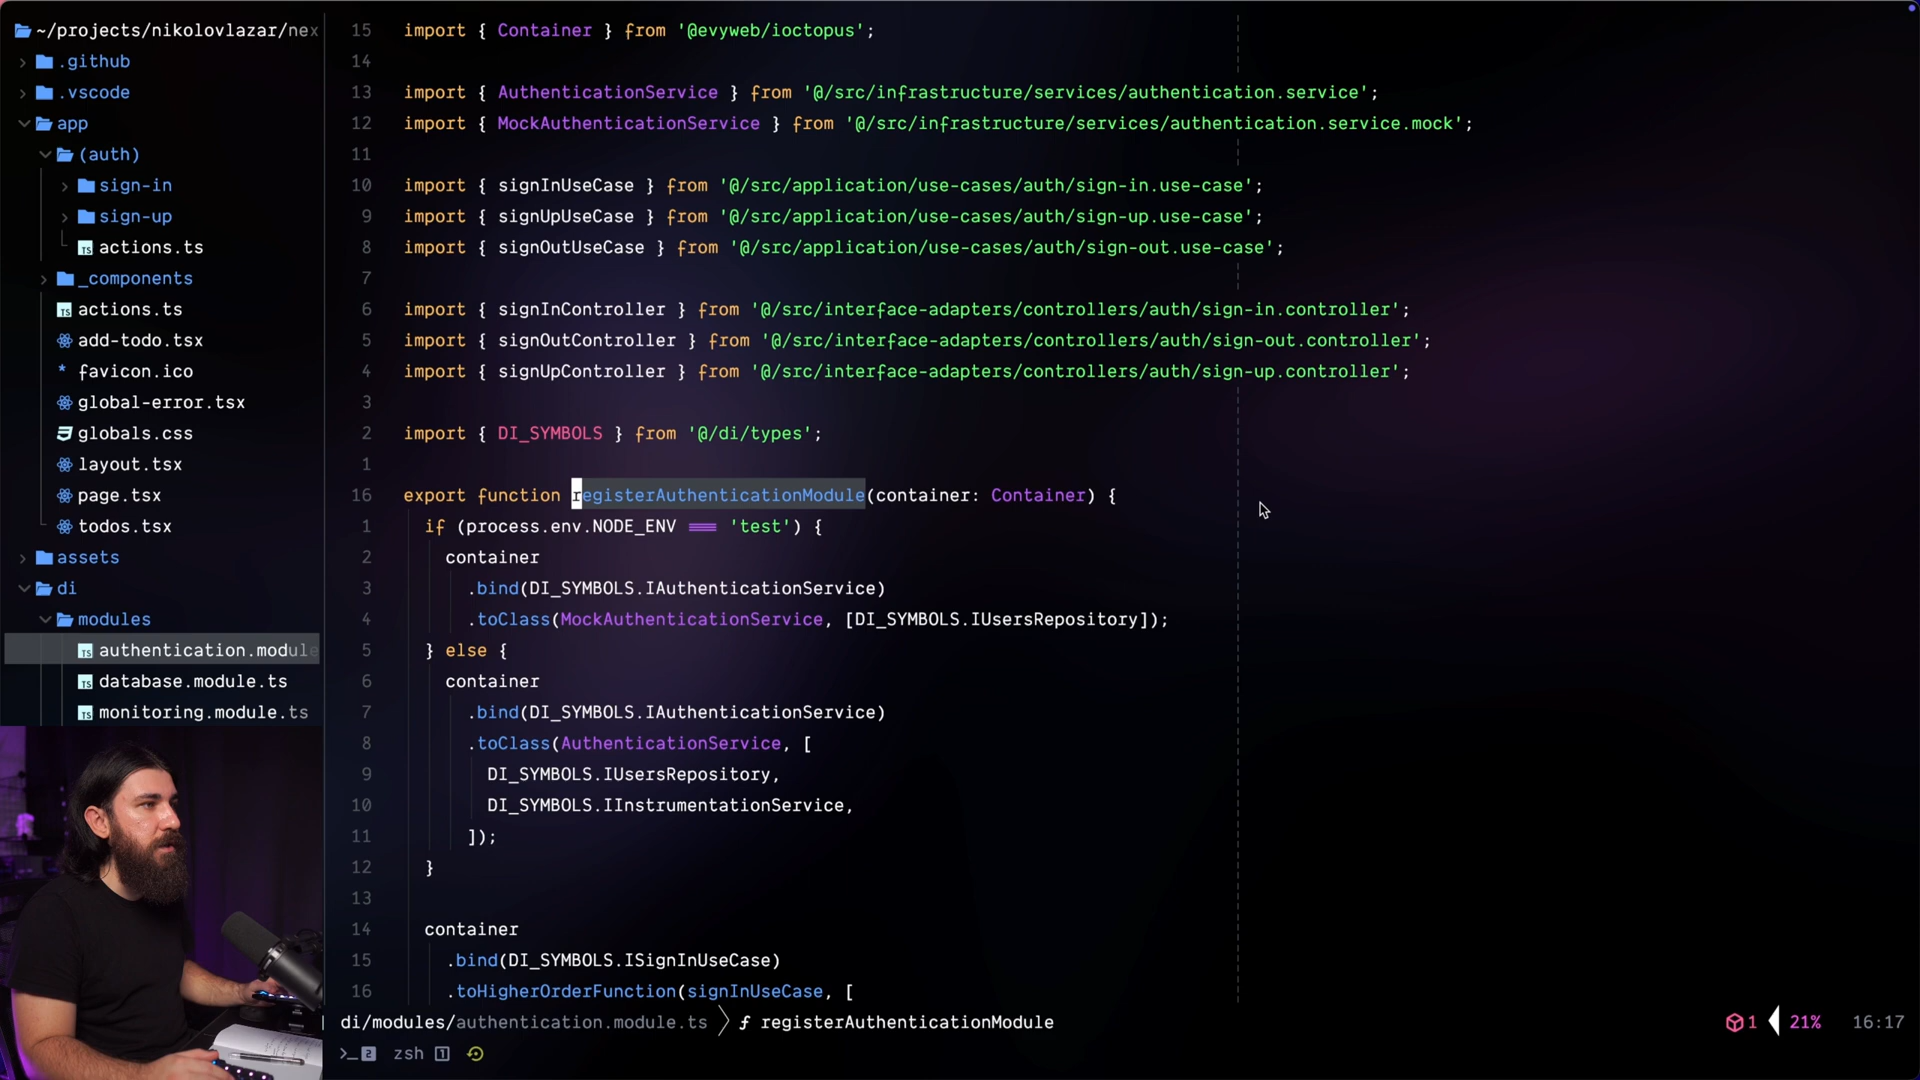 ~/projects/nikolovlazar/nex
.github
.vscode
app
(auth)
sign-in
sign-up
actions.ts
_components
actions.ts
add-todo.tsx
favicon.ico
global-error.tsx
globals.css
layout.tsx
page.tsx
todos.tsx
assets
di
modules
authentication.module
database.module.ts
monitoring.module.ts
15 import { Container } from '@evyweb/ioctopus';
14
13 import { AuthenticationService } from '@/src/infrastructure/services/authentication.service';
12 import { MockAuthenticationService } from '@/src/infrastructure/services/authentication.service.mock';
11
10 import { signInUseCase } from '@/src/application/use-cases/auth/sign-in.use-case';
9 import { signUpUseCase } from '@/src/application/use-cases/auth/sign-up.use-case';
8 import { signOutUseCase } from '@/src/application/use-cases/auth/sign-out.use-case';
7
6 import { signInController } from '@/src/interface-adapters/controllers/auth/sign-in.controller';
5 import { signOutController } from '@/src/interface-adapters/controllers/auth/sign-out.controller';
4 import { signUpController } from '@/src/interface-adapters/controllers/auth/sign-up.controller';
3
2 import { DI_SYMBOLS } from '@/di/types';
1
16 export function registerAuthenticationModule(container: Container) {
1 if (process.env.NODE_ENV === 'test') {
2 container
3 .bind(DI_SYMBOLS.IAuthenticationService)
4 .toClass(MockAuthenticationService, [DI_SYMBOLS.IUsersRepository]);
5 } else {
6 container
7 .bind(DI_SYMBOLS.IAuthenticationService)
8 .toClass(AuthenticationService, [
9 DI_SYMBOLS.IUsersRepository,
10 DI_SYMBOLS.IInstrumentationService,
11 ]);
12 }
13
14 container
15 .bind(DI_SYMBOLS.ISignInUseCase)
16 .toHigherOrderFunction(signInUseCase, [
di/modules/authentication.module.ts > f registerAuthenticationModule
1 21% 16:17
>_ 2 zsh 1